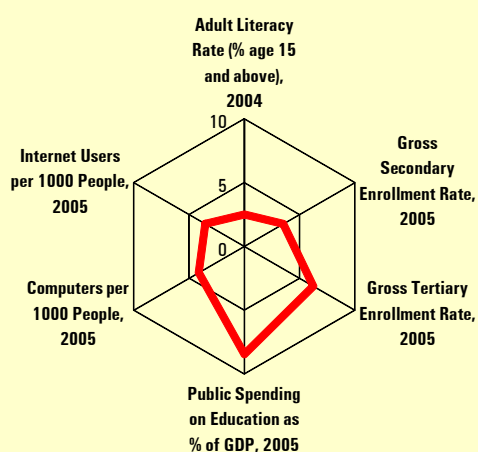 Adult Literacy
Rate (% age 15
and above),
2004
10
5
0
Gross
Secondary
Enrollment Rate,
2005
Gross Tertiary
Enrollment Rate,
2005
Public Spending
on Education as
% of GDP, 2005
Computers per
1000 People,
2005
Internet Users
per 1000 People,
2005